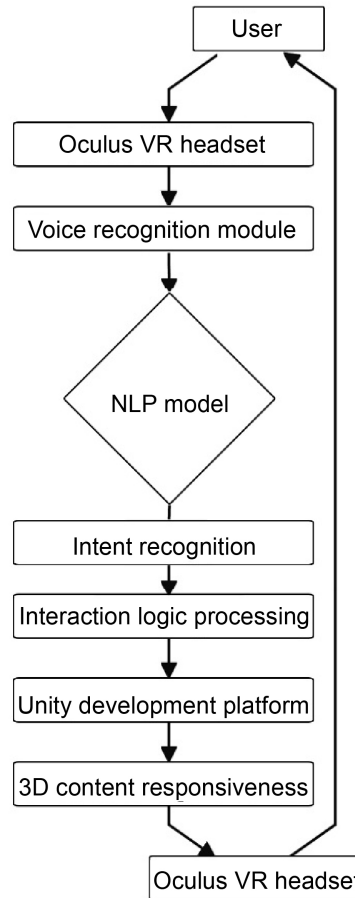 User
Oculus VR headset
Voice recognition module
NLP model
Intent recognition
Interaction logic processing
Unity development platform
3D content responsiveness
Oculus VR headset